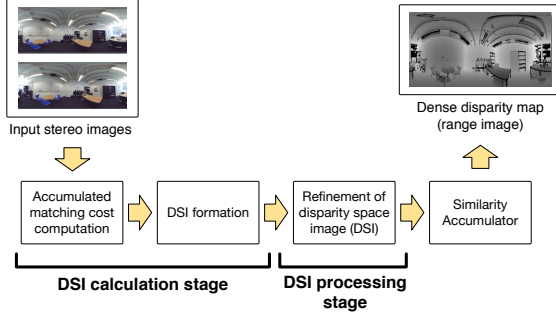 Input stereo images
Dense disparity map
(range image)
Accumulated
matching cost
computation
DSI formation
Refinement of
disparity space
image (DSI)
Similarity
Accumulator
DSI calculation stage
DSI processing
stage